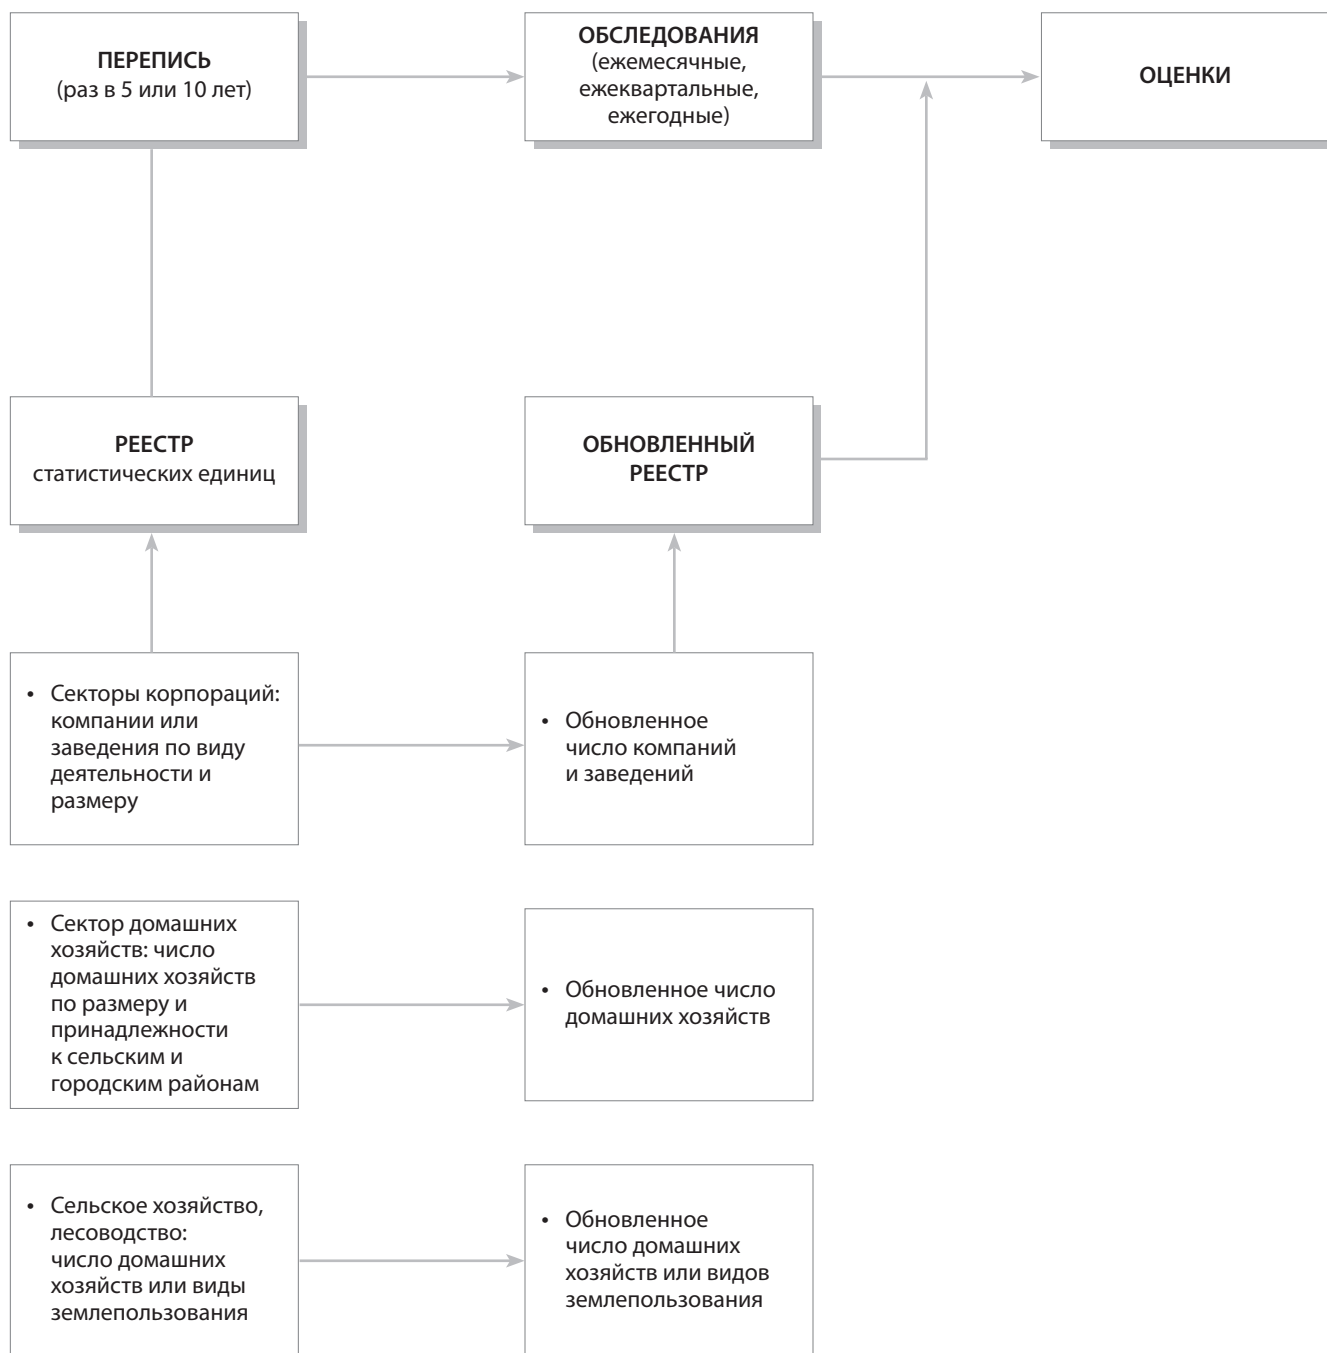 ПЕРЕПИСЬ
(раз в 5 или 10 лет)
ОБСЛЕДОВАНИЯ
(ежемесячные,
ежеквартальные,
ежегодные)
ОЦЕНКИ
РЕЕСТР
статистических единиц
ОБНОВЛЕННЫЙ
РЕЕСТР
• Секторы корпораций:
компании или
заведения по виду
деятельности и
размеру
• Обновленное
число компаний
и заведений
• Сектор домашних
хозяйств: число
домашних хозяйств
по размеру и
принадлежности
к сельским и
городским районам
• Обновленное число
домашних хозяйств
• Сельское хозяйство,
лесоводство:
число домашних
хозяйств или виды
землепользования
• Обновленное
число домашних
хозяйств или видов
землепользования